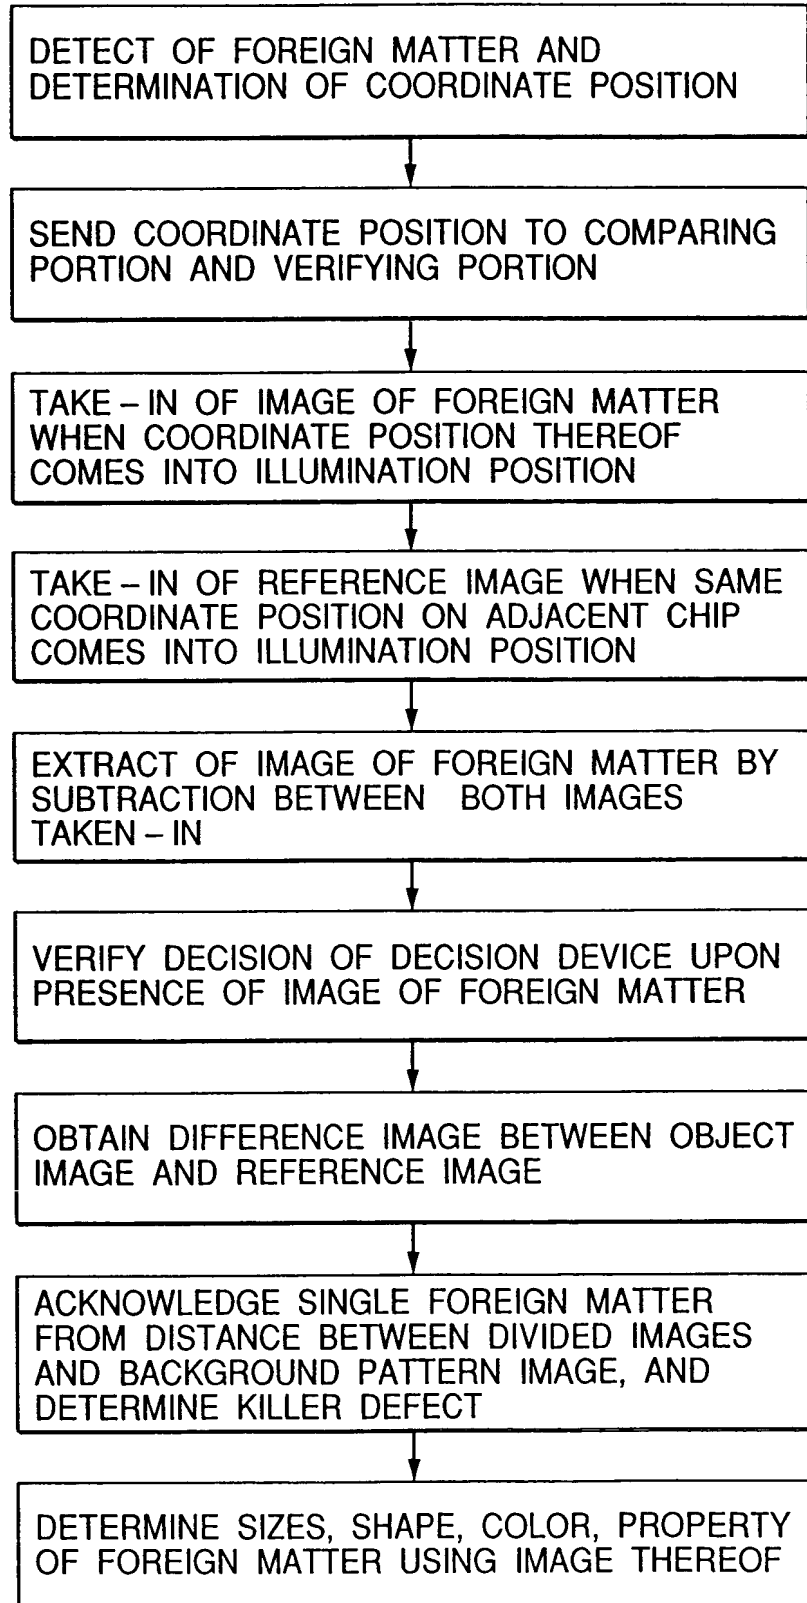 DETECT OF FOREIGN MATTER AND
DETERMINATION OF COORDINATE POSITION
SEND COORDINATE POSITION TO COMPARING
PORTION AND VERIFYING PORTION
TAKE – IN OF IMAGE OF FOREIGN MATTER
WHEN COORDINATE POSITION THEREOF
COMES INTO ILLUMINATION POSITION
TAKE – IN OF REFERENCE IMAGE WHEN SAME
COORDINATE POSITION ON ADJACENT CHIP
COMES INTO ILLUMINATION POSITION
EXTRACT OF IMAGE OF FOREIGN MATTER BY
SUBTRACTION BETWEEN BOTH IMAGES
TAKEN – IN
VERIFY DECISION OF DECISION DEVICE UPON
PRESENCE OF IMAGE OF FOREIGN MATTER
OBTAIN DIFFERENCE IMAGE BETWEEN OBJECT
IMAGE AND REFERENCE IMAGE
ACKNOWLEDGE SINGLE FOREIGN MATTER
FROM DISTANCE BETWEEN DIVIDED IMAGES
AND BACKGROUND PATTERN IMAGE, AND
DETERMINE KILLER DEFECT
DETERMINE SIZES, SHAPE, COLOR, PROPERTY
OF FOREIGN MATTER USING IMAGE THEREOF